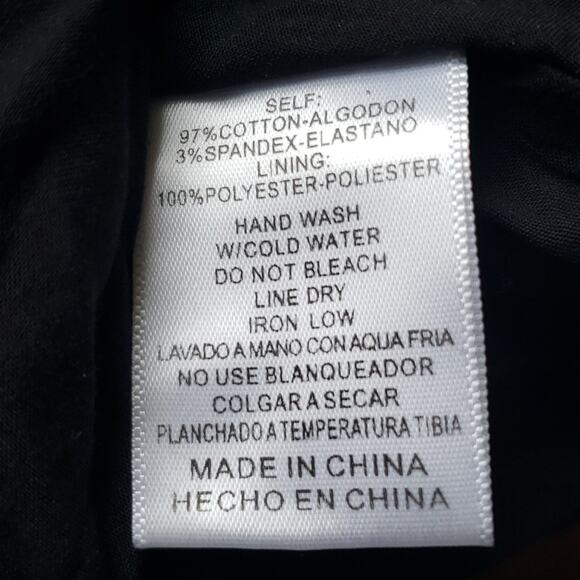 SELF:
97%COTTON-ALGODON
3%SPANDEX-ELASTANO
LINING:
100%POLYESTER-POLIESTER
HAND WASH
W/COLD WATER
DO NOT BLEACH
LINE DRY
IRON LOW
LAVADO A MANO CON AQUA FRIA
NO USE BLANQUEADOR
COLGAR A SECAR
PLANCHADO A TEMPERATURA TIBIA
MADE IN CHINA
HECHO EN CHINA